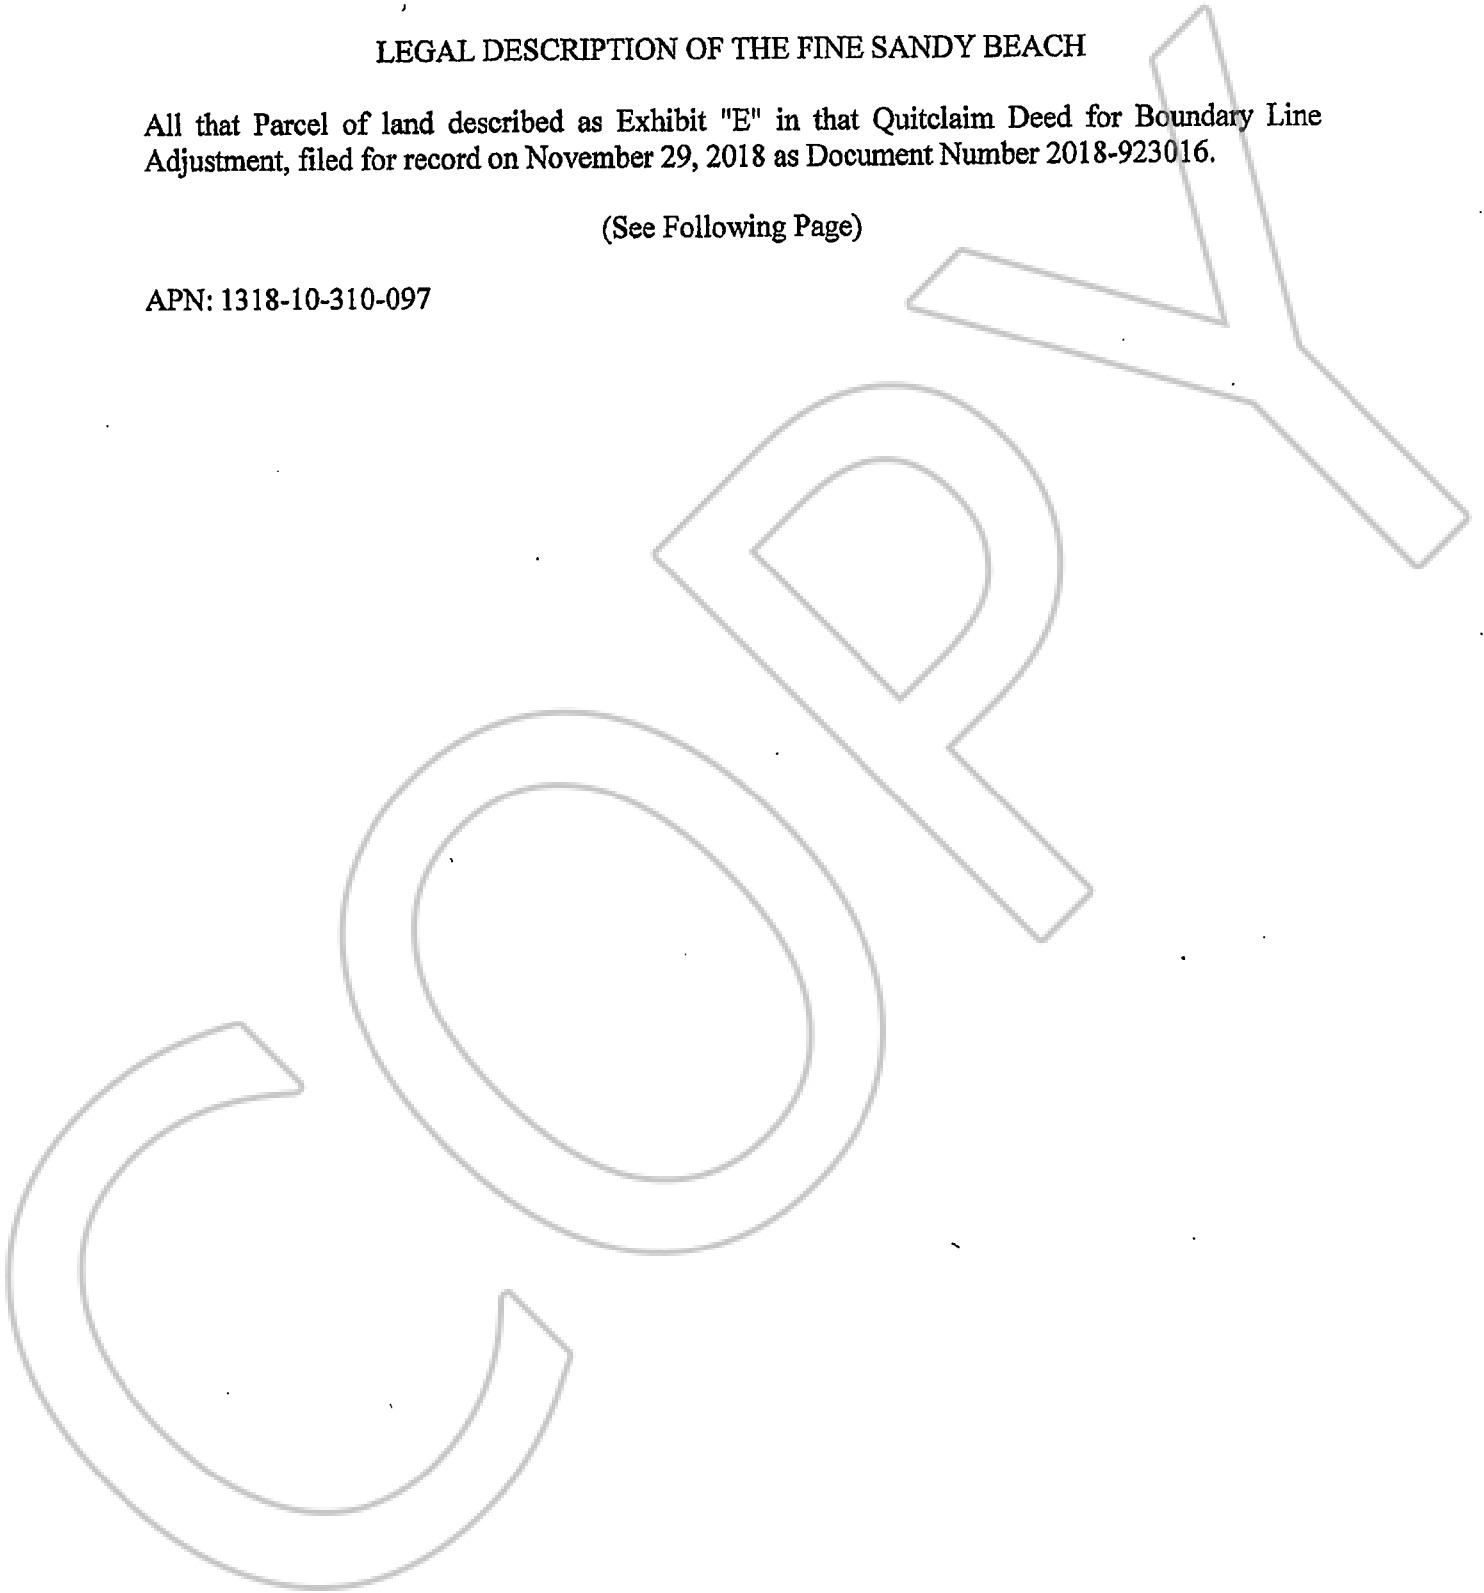 LEGAL DESCRIPTION OF THE FINE SANDY BEACH
All that Parcel of land described as Exhibit "E" in that Quitclaim Deed for Boundary Line
Adjustment, filed for record on November 29, 2018 as Document Number 2018-923016.
(See Following Page)
APN: 1318-10-310-097
COPY